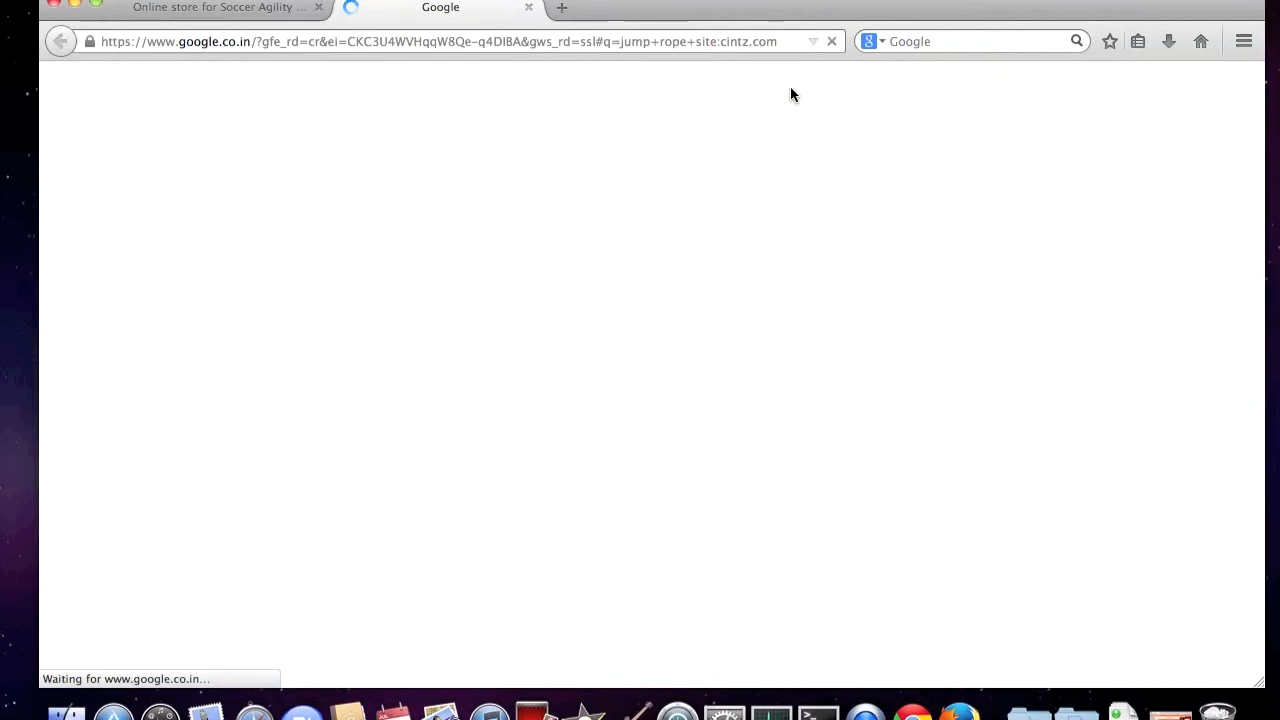 Online store for Soccer Agility ...
Google
https://www.google.co.in/?gfe_rd=cr&ei=CKC3U4WVHqqW8Qe-q4DIBA&gws_rd=ssl#q=jump+rope+site:cintz.com
Google
Waiting for www.google.co.in...